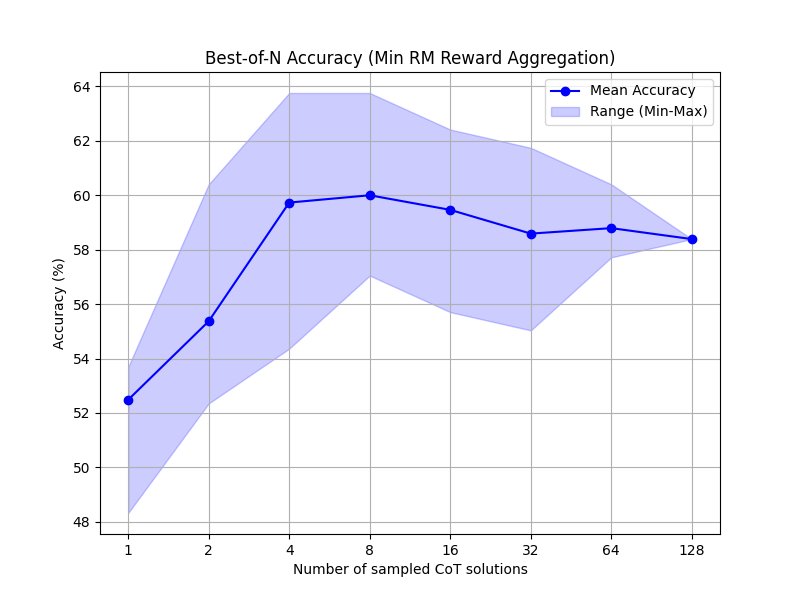 Best-of-N Accuracy (Min RM Reward Aggregation)
Mean Accuracy
Range (Min-Max)
Accuracy (%)
64
62
60
58
56
54
52
50
48
1 2 4 8 16 32 64 128
Number of sampled CoT solutions